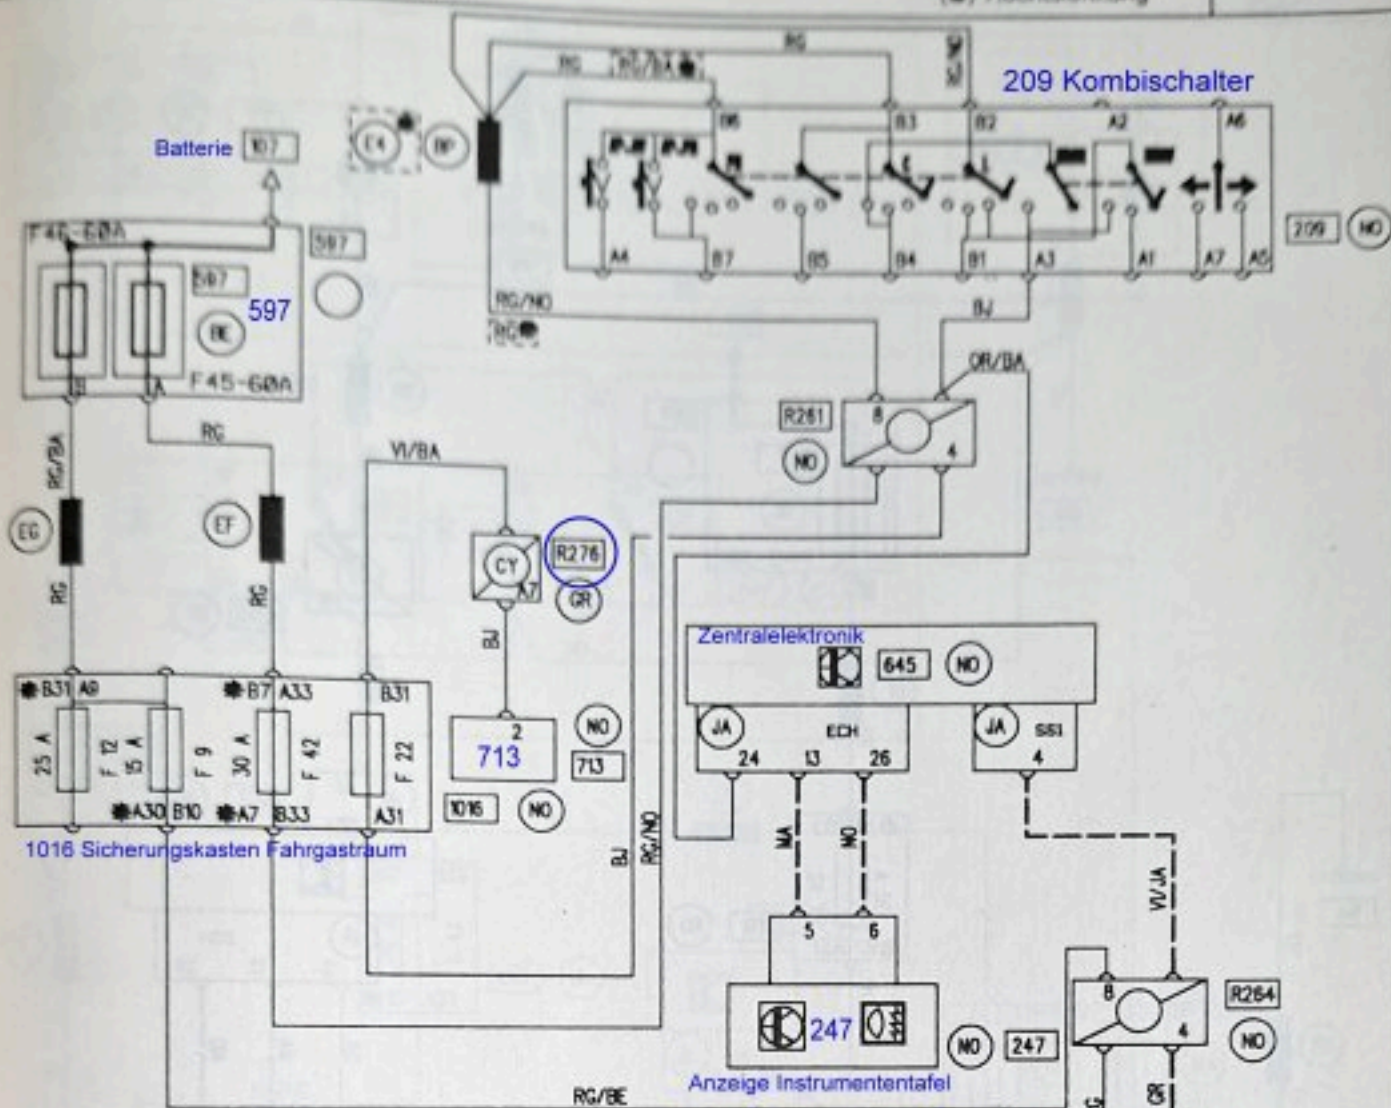 RG
RG
RG/BA
209 Kombischalter
Batterie 107
E4
BP
B6
B3
B2
A2
A6
F46-60A
597
597
BE
597
B
A
F45-60A
209
NO
A4
B7
B5
B4
B1
A3
A1
A7
A5
RG/NO
RG
BJ
OR/BA
R261
8
4
NO
RG
RG/BA
VI/BA
EG
EF
CY
A7
R276
GR
RG
RG
BJ
Zentralelektronik
645
NO
B31 A9
B7 A33
B31
25 A
F 12
15 A
F 9
30 A
F 42
F 22
A30 B10
A7 B33
A31
2
713
NO
713
1016
NO
1016 Sicherungskasten Fahrgastraum
JA
ECH
24
13
26
JA
SS1
4
BJ
RG/NO
MA
NO
VI/JA
5
6
8
4
R264
NO
247
NO
247
Anzeige Instrumententafel
RG/BE